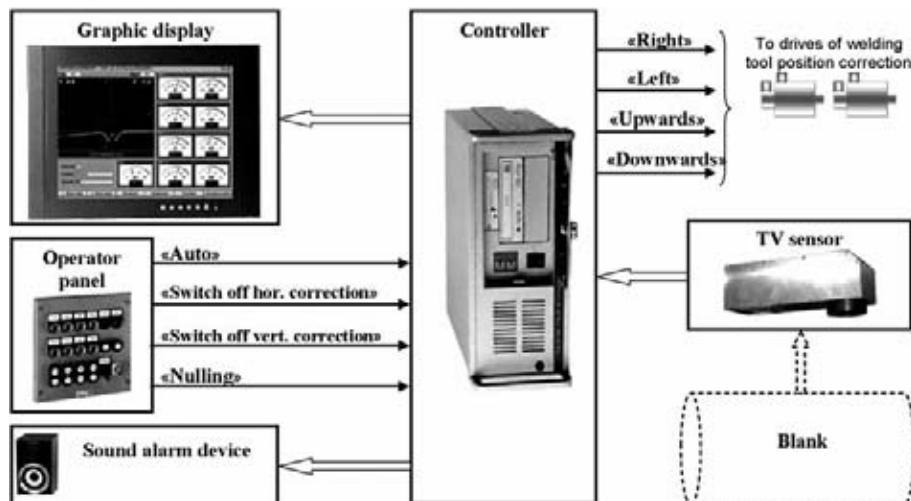 Graphic display
Controller
«Right»
«Left»
«Upwards»
«Downwards»
To drives of welding
tool position correction
Operator
panel
«Auto»
«Switch off hor. correction»
«Switch off vert. correction»
«Nulling»
TV sensor
Blank
Sound alarm device